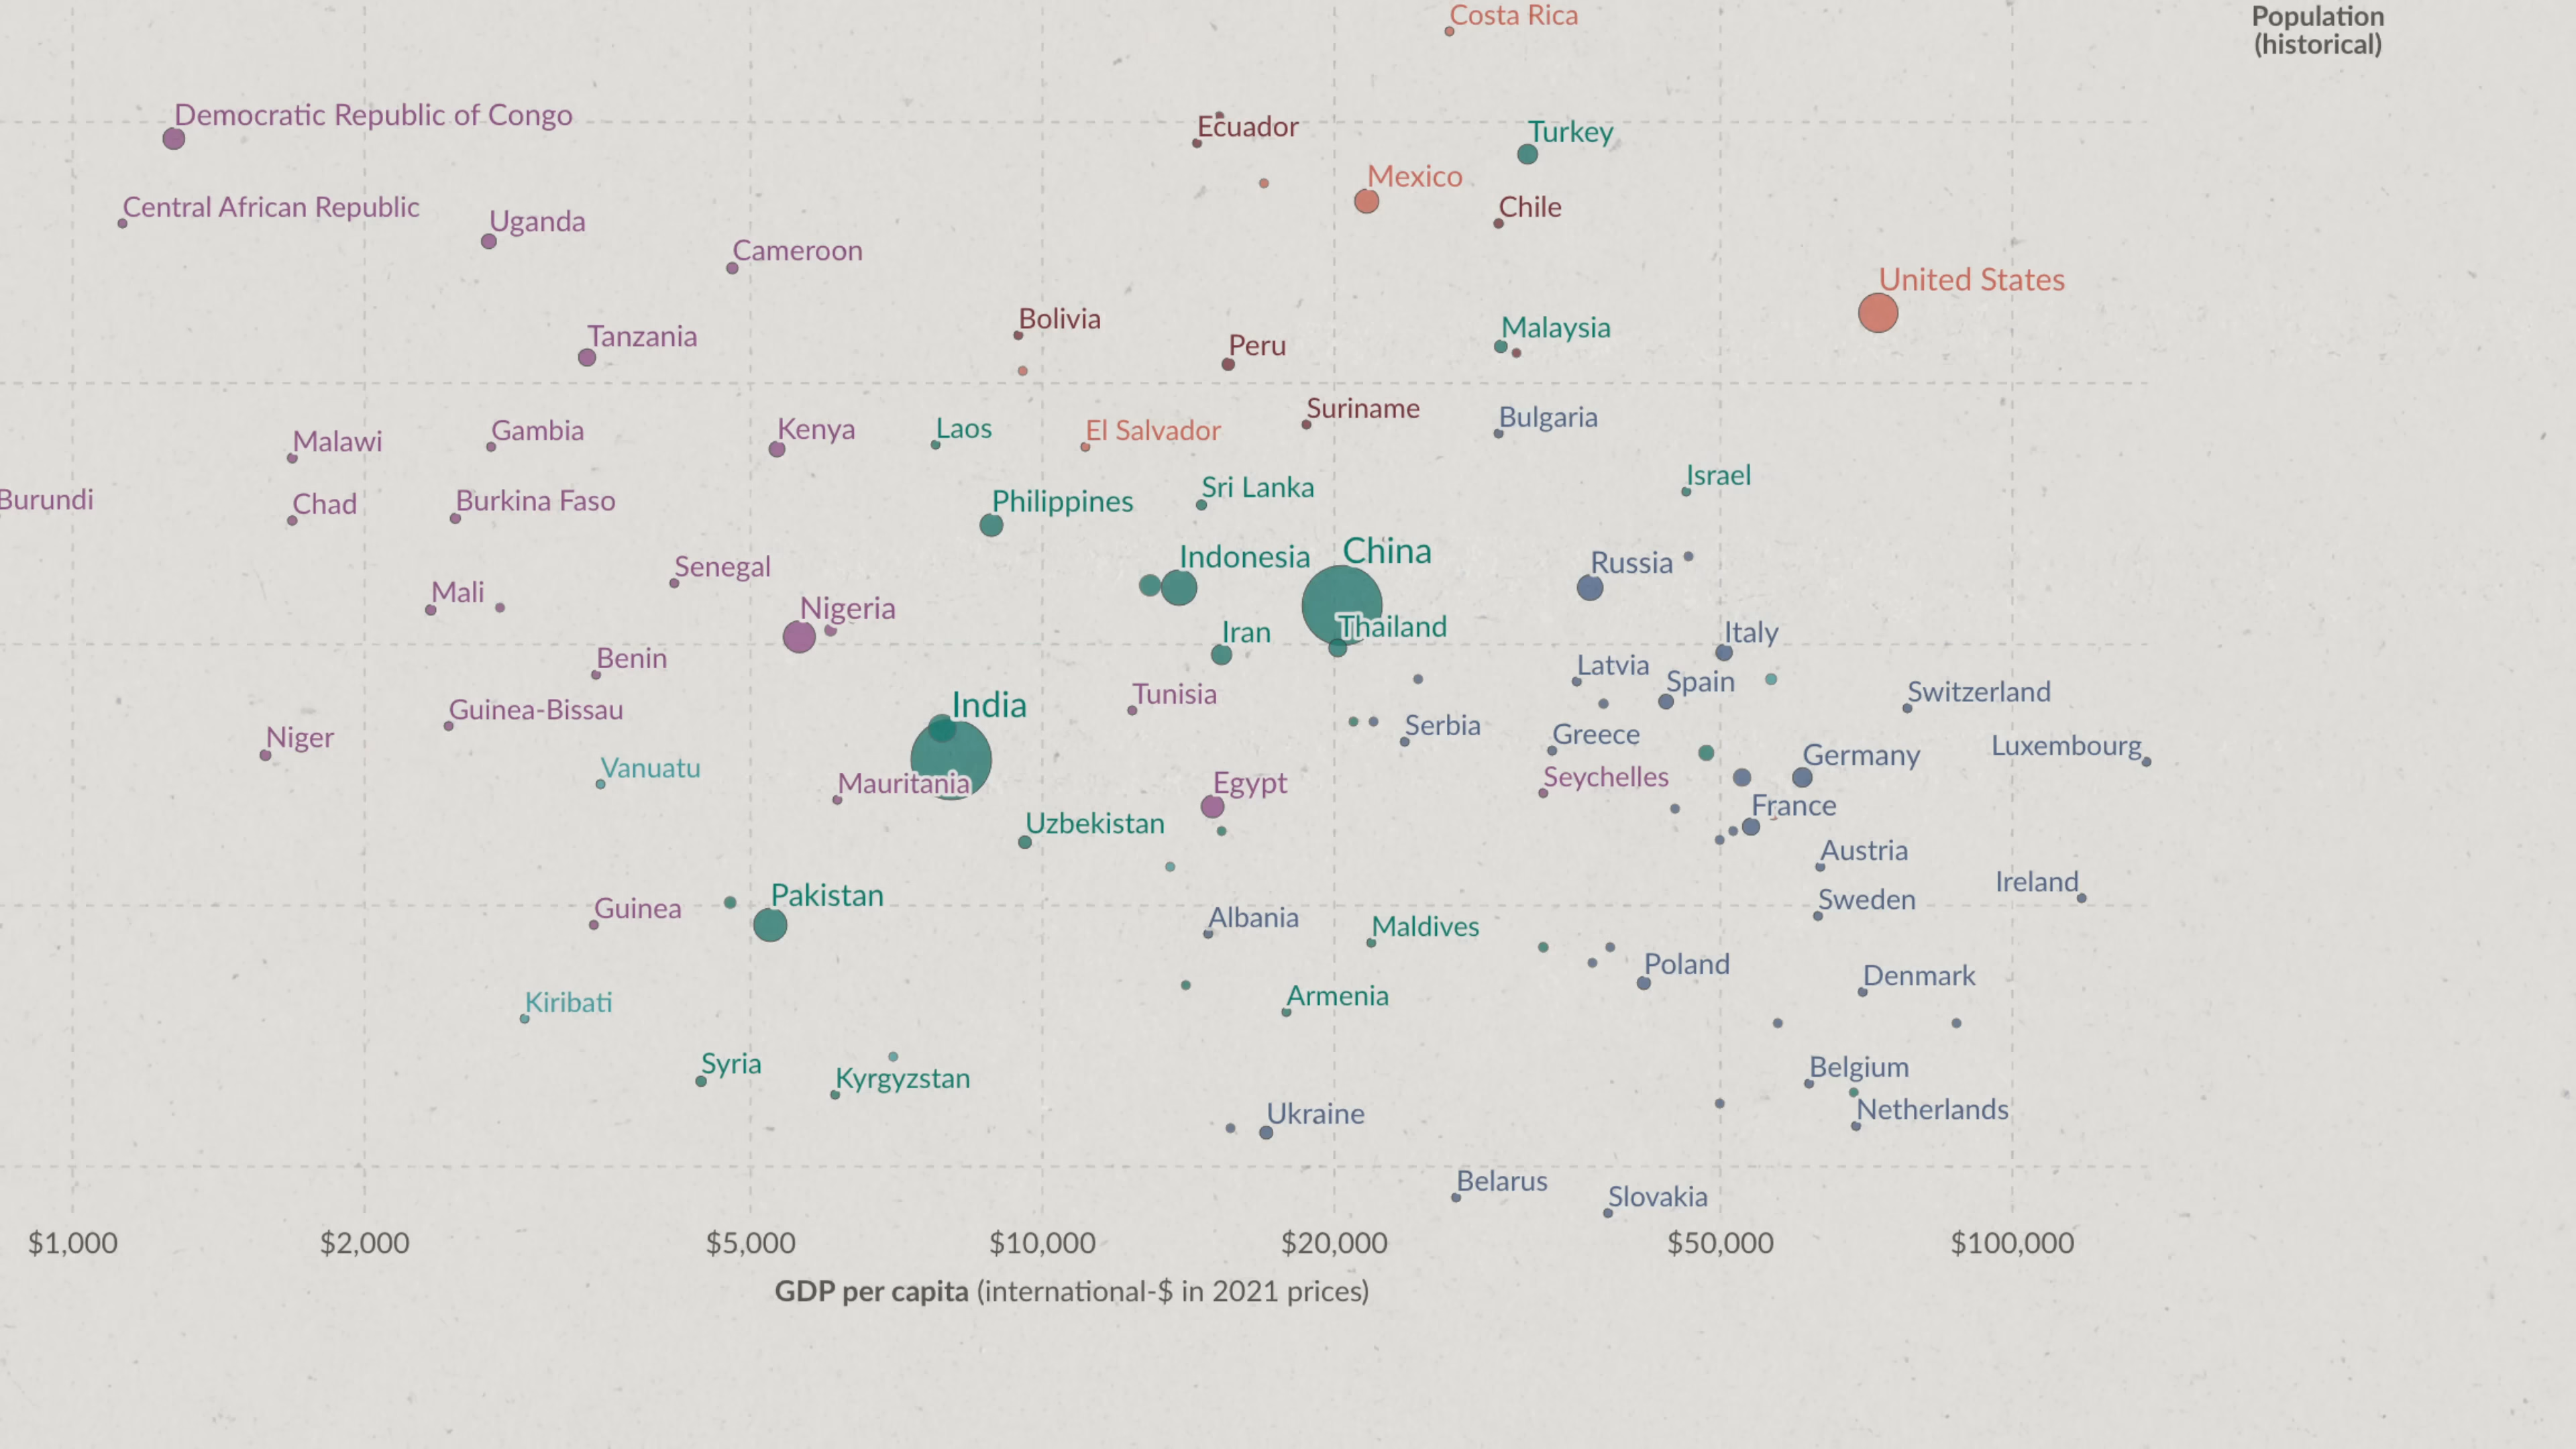 Costa Rica
Population
(historical)
Democratic Republic of Congo
Ecuador
Turkey
Mexico
Central African Republic
Chile
Uganda
Cameroon
United States
Bolivia
Malaysia
Tanzania
Peru
Suriname
Bulgaria
Laos
Kenya
Gambia
El Salvador
Malawi
Israel
Sri Lanka
Burundi
Burkina Faso
Philippines
Chad
China
Indonesia
Russia
Senegal
Mali
Nigeria
Thailand
Iran
Italy
Benin
Latvia
Spain
Switzerland
Tunisia
India
Guinea-Bissau
Serbia
Greece
Niger
Luxembourg
Germany
Vanuatu
Seychelles
Mauritania
Egypt
France
Uzbekistan
Austria
Ireland
Pakistan
Sweden
Guinea
Albania
Maldives
Poland
Denmark
Armenia
Kiribati
Syria
Belgium
Kyrgyzstan
Netherlands
Ukraine
Belarus
Slovakia
$1,000 $2,000 $5,000 $10,000 $20,000 $50,000 $100,000
GDP per capita (international-$ in 2021 prices)